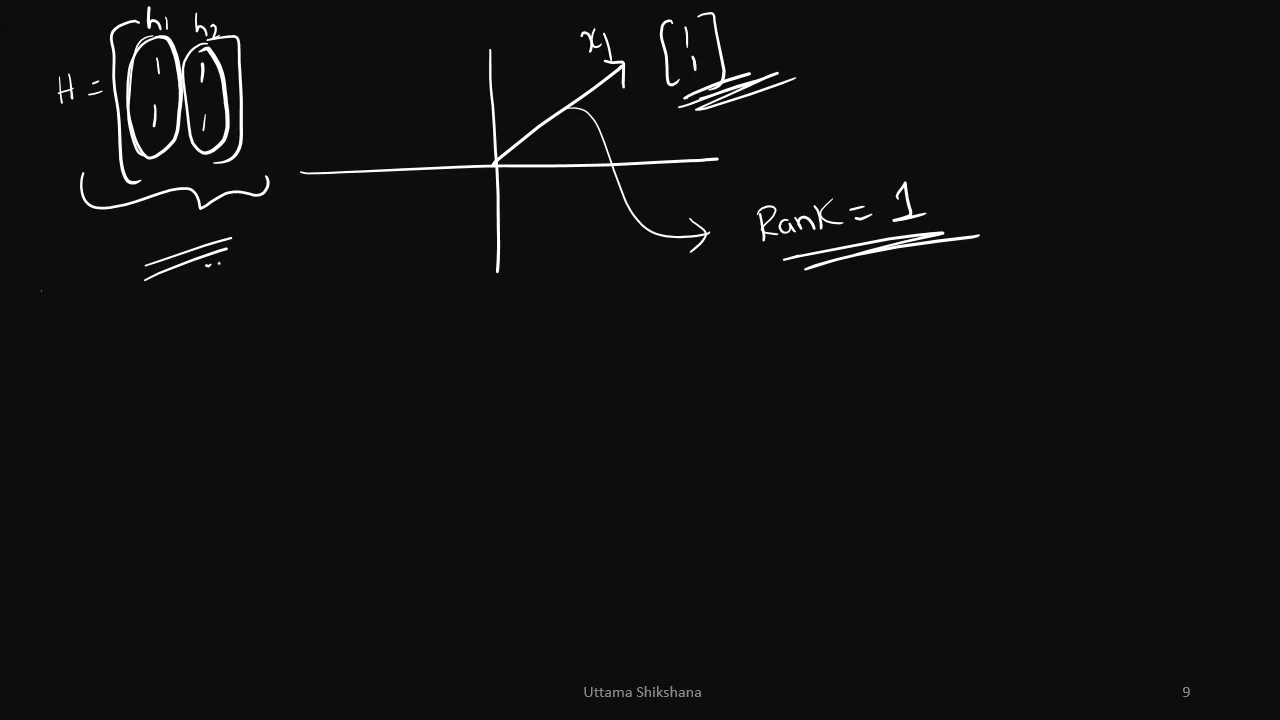 h1 h2
H = [1 1
1 1]
x1 [1
1]
Rank = 1
Uttama Shikshana 9